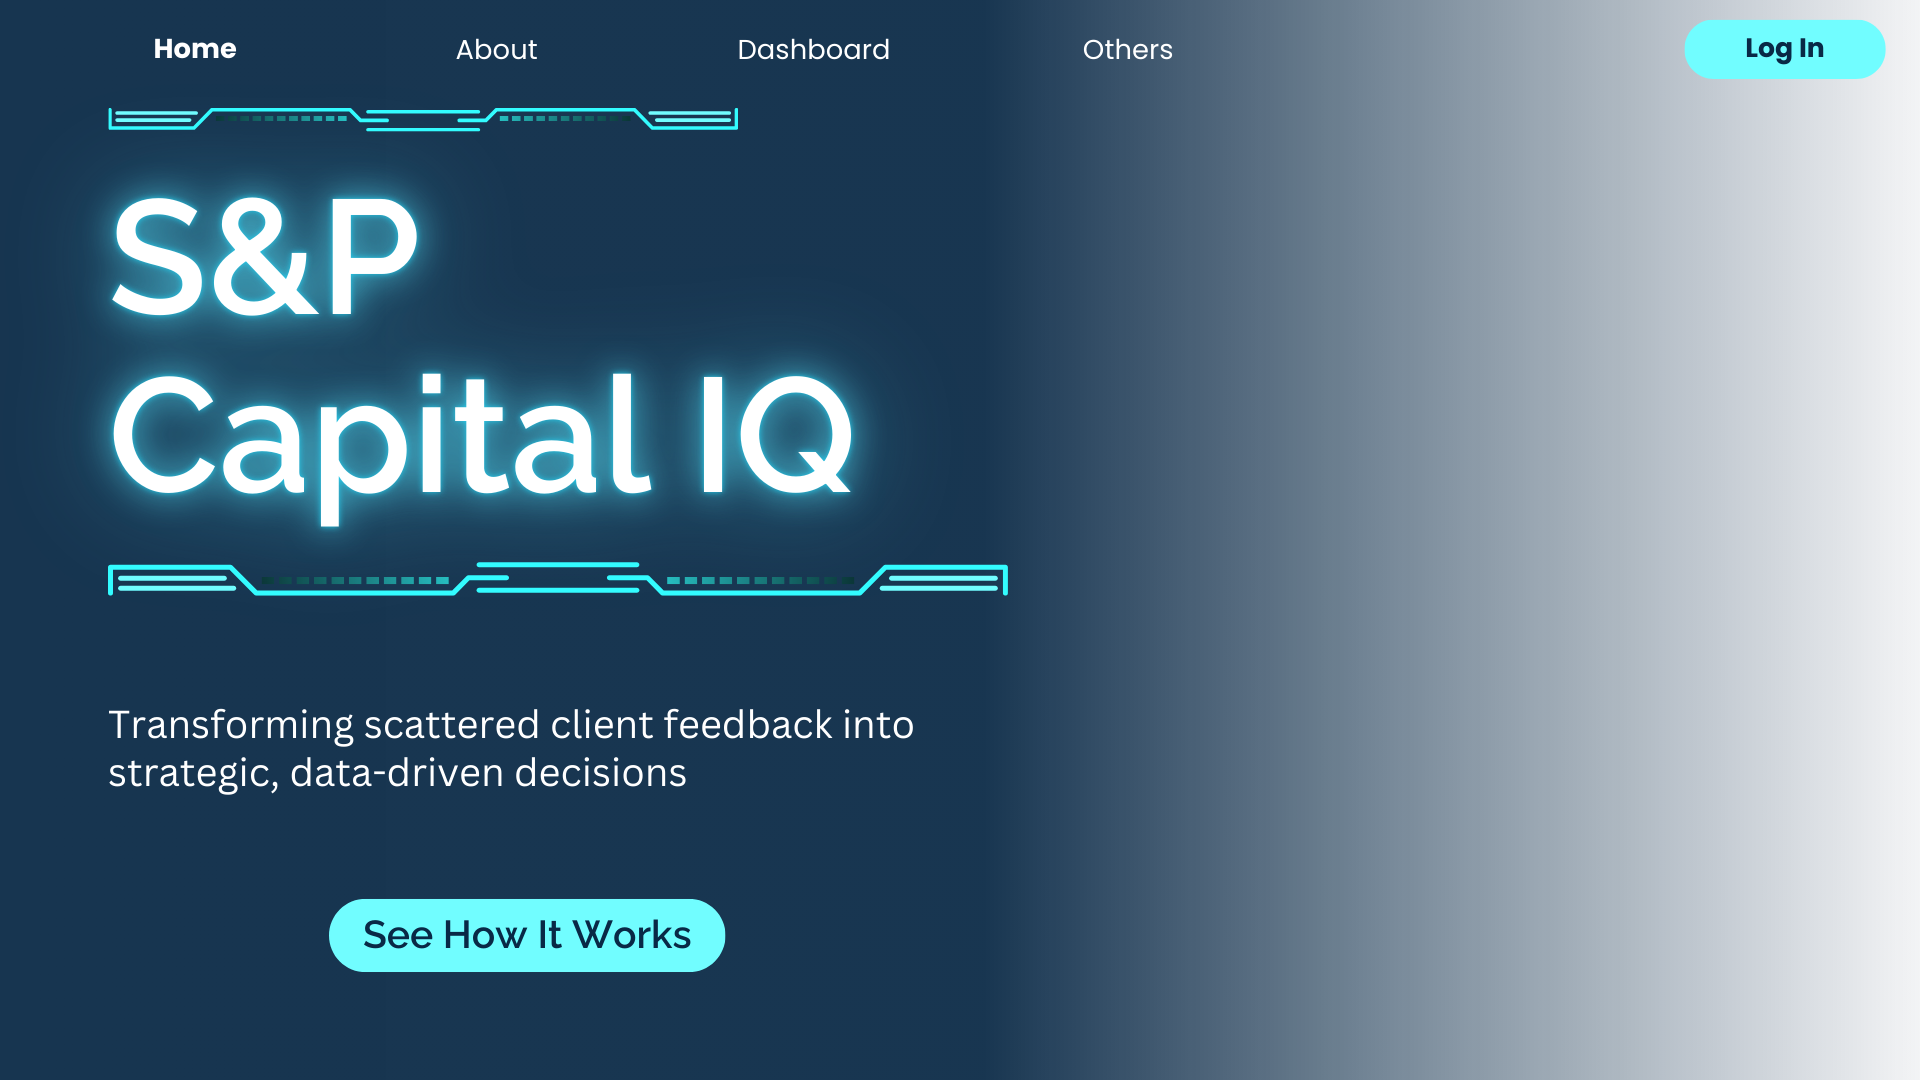 Home
About
Dashboard
Others
Log In
S&P
Capital IQ
Transforming scattered client feedback into
strategic, data-driven decisions
See How It Works